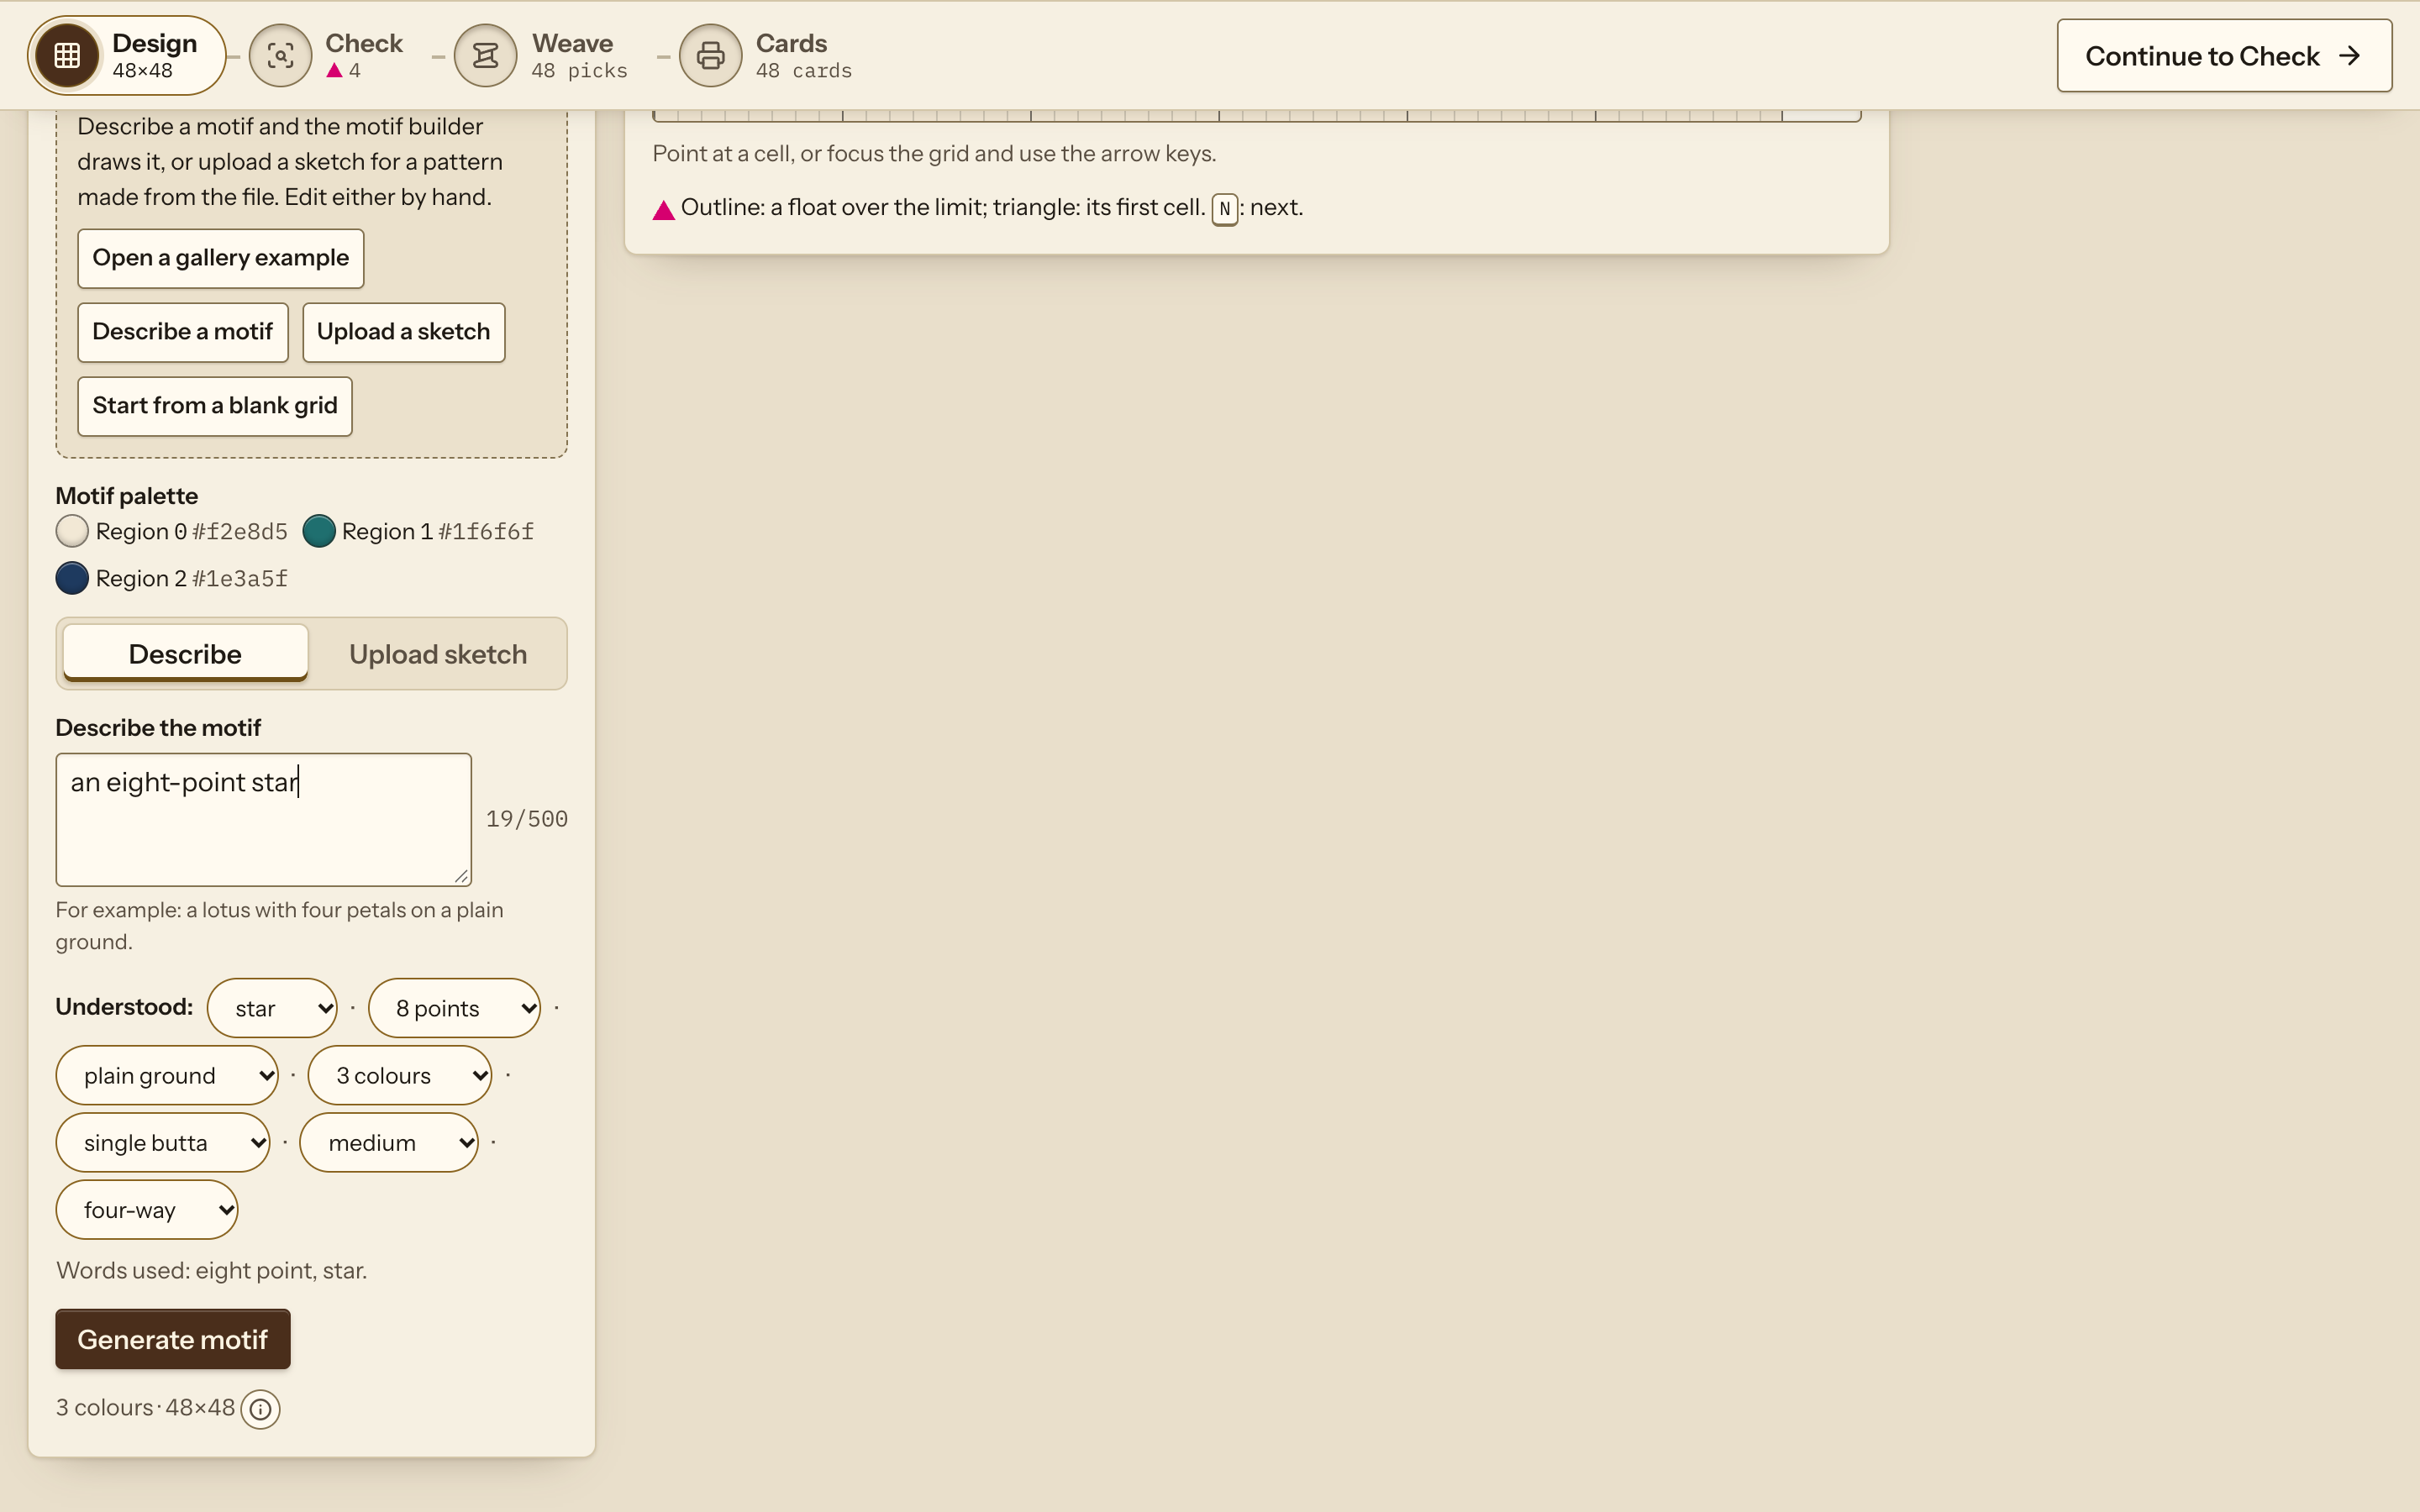 Design
48×48
Check
4
Weave
48 picks
Cards
48 cards
Continue to Check
Describe a motif and the motif builder
draws it, or upload a sketch for a pattern
made from the file. Edit either by hand.
Open a gallery example
Describe a motif
Upload a sketch
Start from a blank grid
Motif palette
Region 0 #f2e8d5
Region 1 #1f6f6f
Region 2 #1e3a5f
Describe
Upload sketch
Describe the motif
an eight-point star
19/500
For example: a lotus with four petals on a plain
ground.
Understood: star · 8 points ·
plain ground · 3 colours ·
single butta · medium ·
four-way
Words used: eight point, star.
Generate motif
3 colours · 48×48
Point at a cell, or focus the grid and use the arrow keys.
Outline: a float over the limit; triangle: its first cell. N: next.